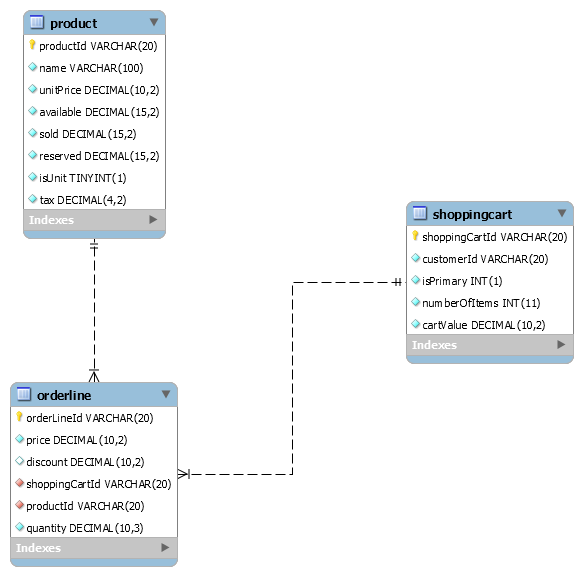 product
productId VARCHAR(20)
name VARCHAR(100)
unitPrice DECIMAL(10,2)
available DECIMAL(15,2)
sold DECIMAL(15,2)
reserved DECIMAL(15,2)
isUnit TINYINT(1)
tax DECIMAL(4,2)
Indexes
shoppingcart
shoppingCartId VARCHAR(20)
customerId VARCHAR(20)
isPrimary INT(1)
numberOfItems INT(11)
cartValue DECIMAL(10,2)
Indexes
orderline
orderLineId VARCHAR(20)
price DECIMAL(10,2)
discount DECIMAL(10,2)
shoppingCartId VARCHAR(20)
productId VARCHAR(20)
quantity DECIMAL(10,3)
Indexes